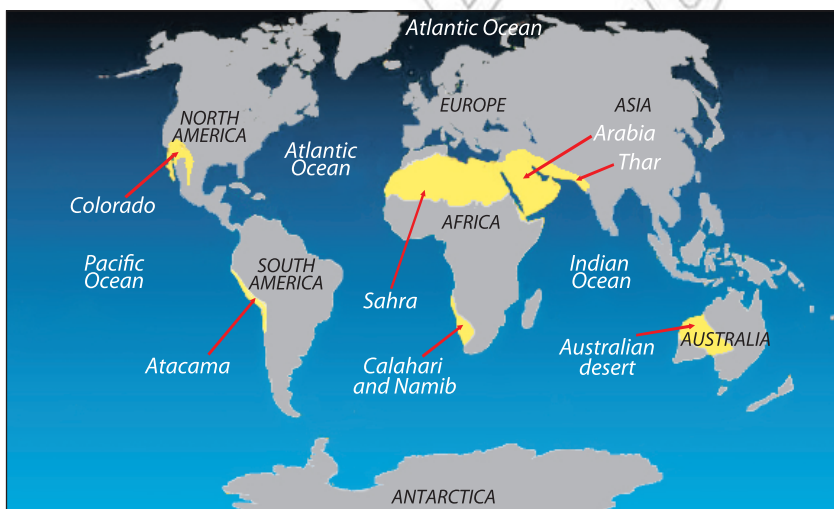 Atlantic Ocean
NORTH
AMERICA
EUROPE
ASIA
Atlantic
Ocean
Arabia
Thar
Colorado
AFRICA
Pacific
Ocean
SOUTH
AMERICA
Indian
Ocean
Sahra
Atacama
Calahari
and Namib
Australian
desert
AUSTRALIA
ANTARCTICA